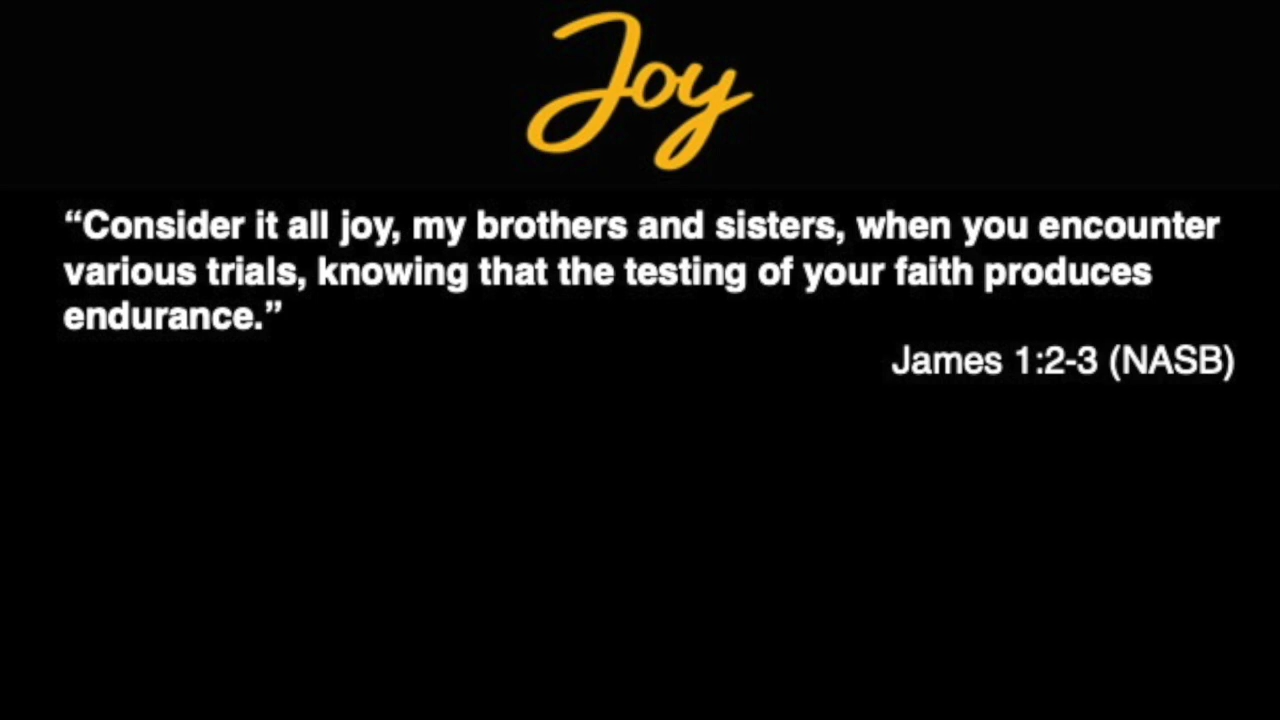 Joy
“Consider it all joy, my brothers and sisters, when you encounter
various trials, knowing that the testing of your faith produces
endurance.”
James 1:2-3 (NASB)